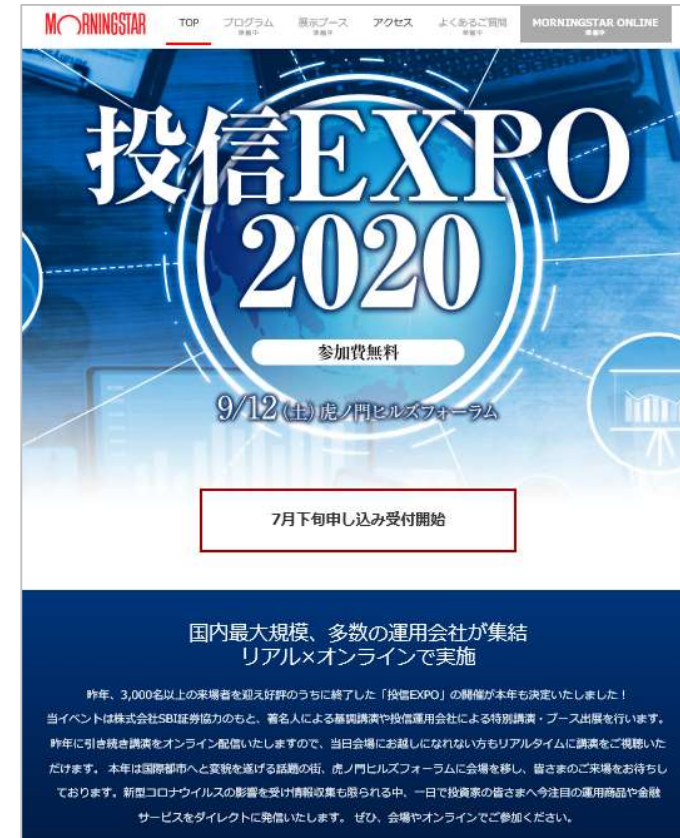 MORNINGSTAR
TOP
プログラム
準備中
展示ブース
準備中
アクセス
よくあるご質問
準備中
MORNINGSTAR ONLINE
準備中
投信EXPO
2020
参加費無料
9/12(土)虎ノ門ヒルズフォーラム
7月下旬申し込み受付開始
国内最大規模、多数の運用会社が集結
リアル×オンラインで実施
昨年、3,000名以上の来場者を迎え好評のうちに終了した「投信EXPO」の開催が本年も決定いたしました！
当イベントは株式会社SBI証券協力のもと、著名人による基調講演や投信運用会社による特別講演・ブース出展を行います。
昨年に引き続き講演をオンライン配信いたしますので、当日会場にお越しになれない方もリアルタイムに講演をご視聴いた
だけます。 本年は国際都市へと変貌を遂げる話題の街、虎ノ門ヒルズフォーラムに会場を移し、皆さまのご来場をお待ちし
ております。新型コロナウイルスの影響を受け情報収集も限られる中、一日で投資家の皆さまへ今注目の運用商品や金融
サービスをダイレクトに発信いたします。 ぜひ、会場やオンラインでご参加ください。